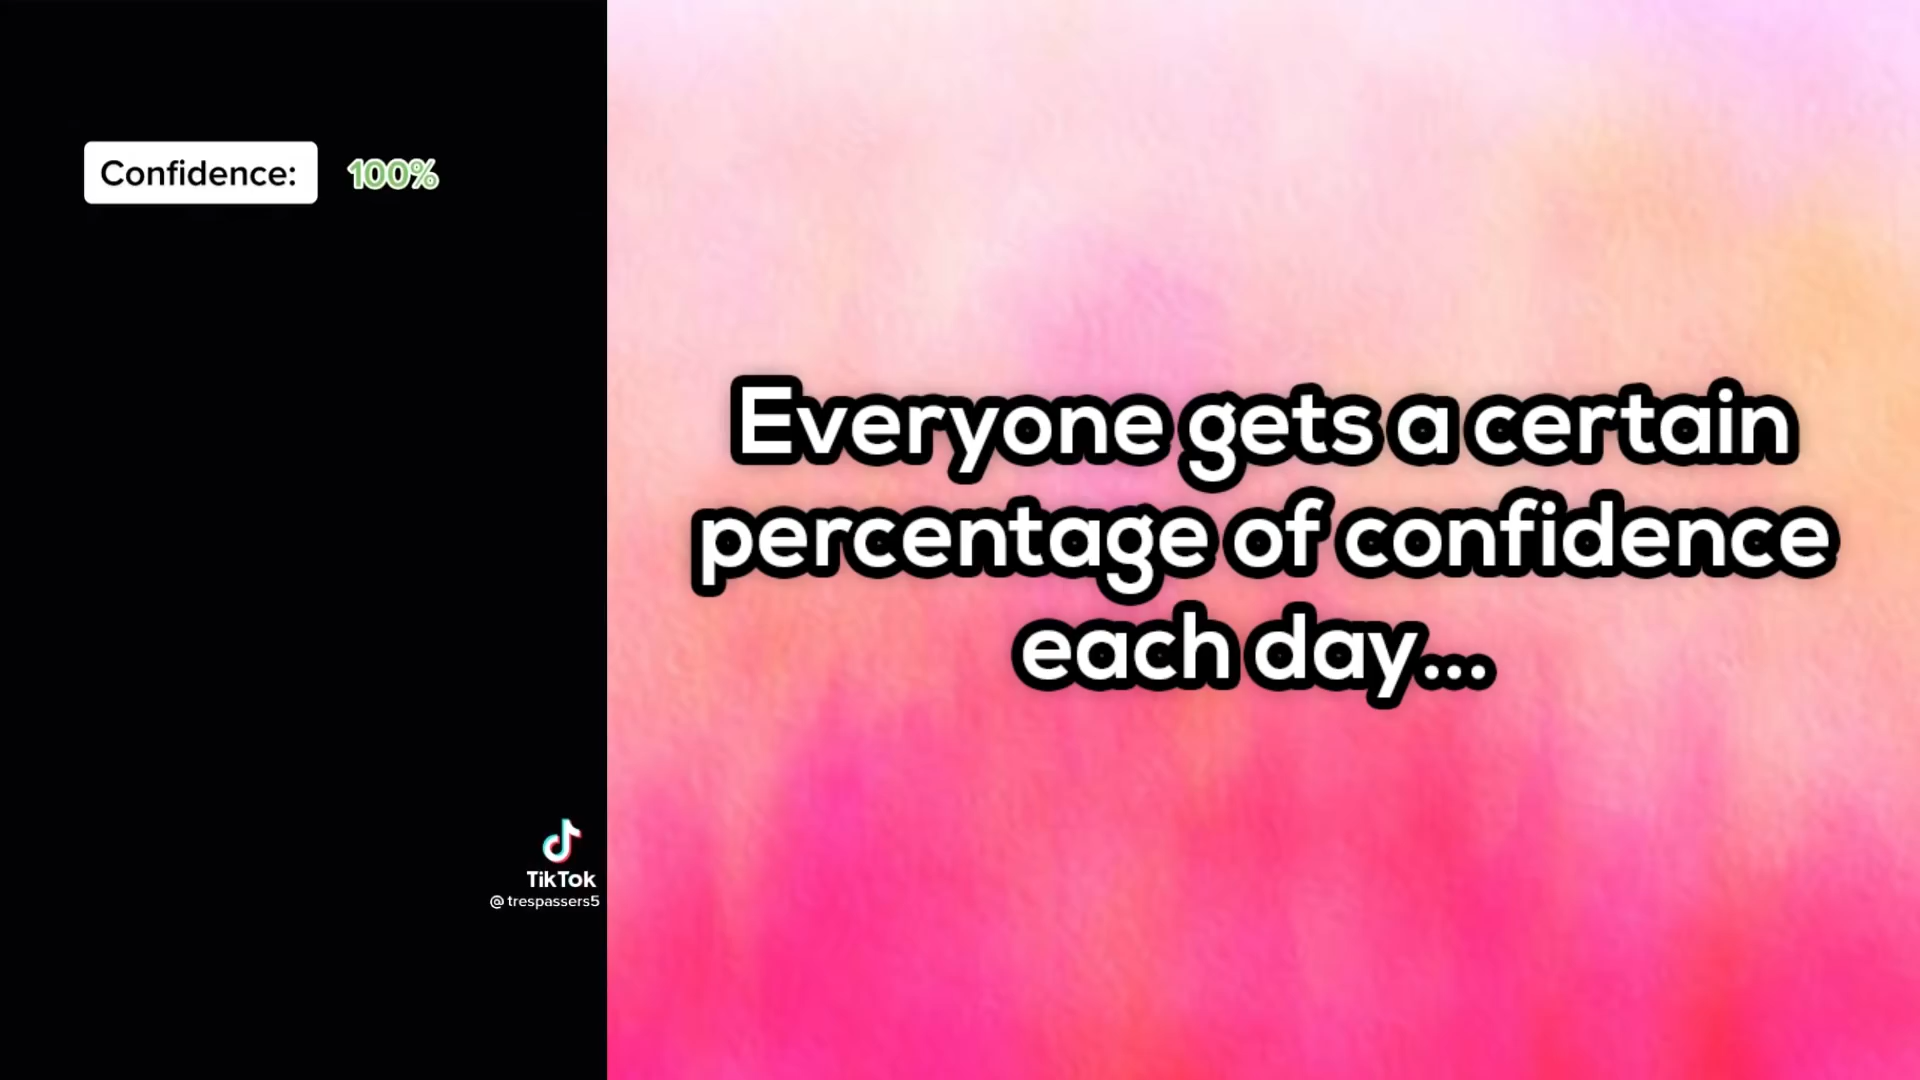 Confidence: 100%
TikTok
@trespassers5
Everyone gets a certain
percentage of confidence
each day...